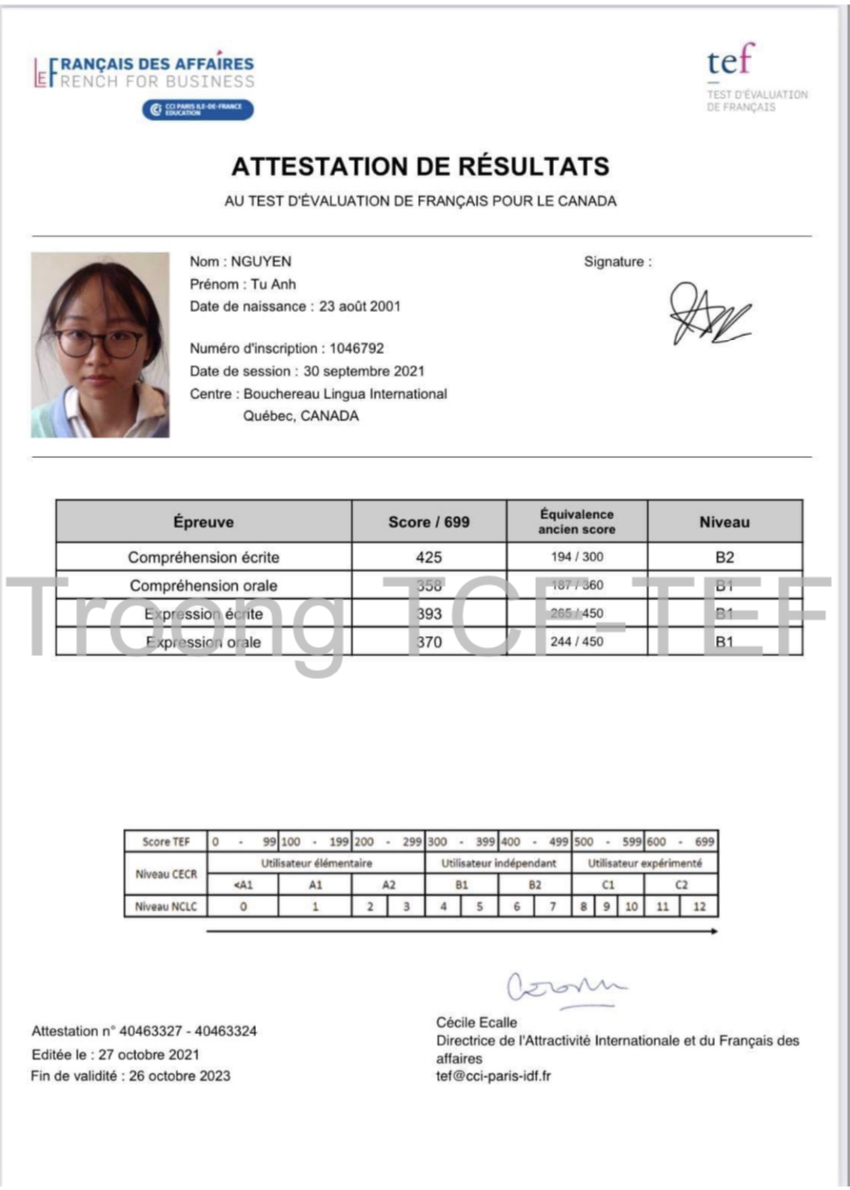 LE FRANÇAIS DES AFFAIRES
FRENCH FOR BUSINESS
CCI PARIS ILE-DE-FRANCE
EDUCATION
tef
TEST D'ÉVALUATION
DE FRANÇAIS
ATTESTATION DE RÉSULTATS
AU TEST D'ÉVALUATION DE FRANÇAIS POUR LE CANADA
Nom : NGUYEN
Signature :
Prénom : Tu Anh
Date de naissance : 23 août 2001
Numéro d'inscription : 1046792
Date de session : 30 septembre 2021
Centre : Bouchereau Lingua International
Québec, CANADA
Épreuve Score / 699 Équivalence ancien score Niveau
Compréhension écrite 425 194 / 300 B2
Compréhension orale 358 187 / 360 B1
Expression écrite 393 265 / 450 B1
Expression orale 370 244 / 450 B1
Troong TCF-TEF
Score TEF 0 - 99 100 - 199 200 - 299 300 - 399 400 - 499 500 - 599 600 - 699
Niveau CECR Utilisateur élémentaire Utilisateur indépendant Utilisateur expérimenté
<A1 A1 A2 B1 B2 C1 C2
Niveau NCLC 0 1 2 3 4 5 6 7 8 9 10 11 12
Attestation n° 40463327 - 40463324
Editée le : 27 octobre 2021
Fin de validité : 26 octobre 2023
Cécile Ecalle
Directrice de l'Attractivité Internationale et du Français des
affaires
tef@cci-paris-idf.fr